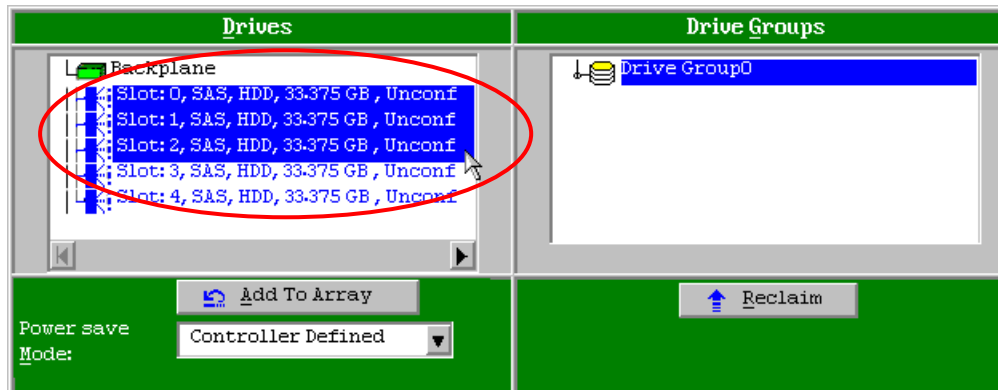 Drives
Drive Groups
Backplane
Slot: 0, SAS, HDD, 33.375 GB , Unconf
Slot: 1, SAS, HDD, 33.375 GB , Unconf
Slot: 2, SAS, HDD, 33.375 GB , Unconf
Slot: 3, SAS, HDD, 33.375 GB , Unconf
Slot: 4, SAS, HDD, 33.375 GB , Unconf
Drive Group0
Add To Array
Reclaim
Power save
Mode:
Controller Defined